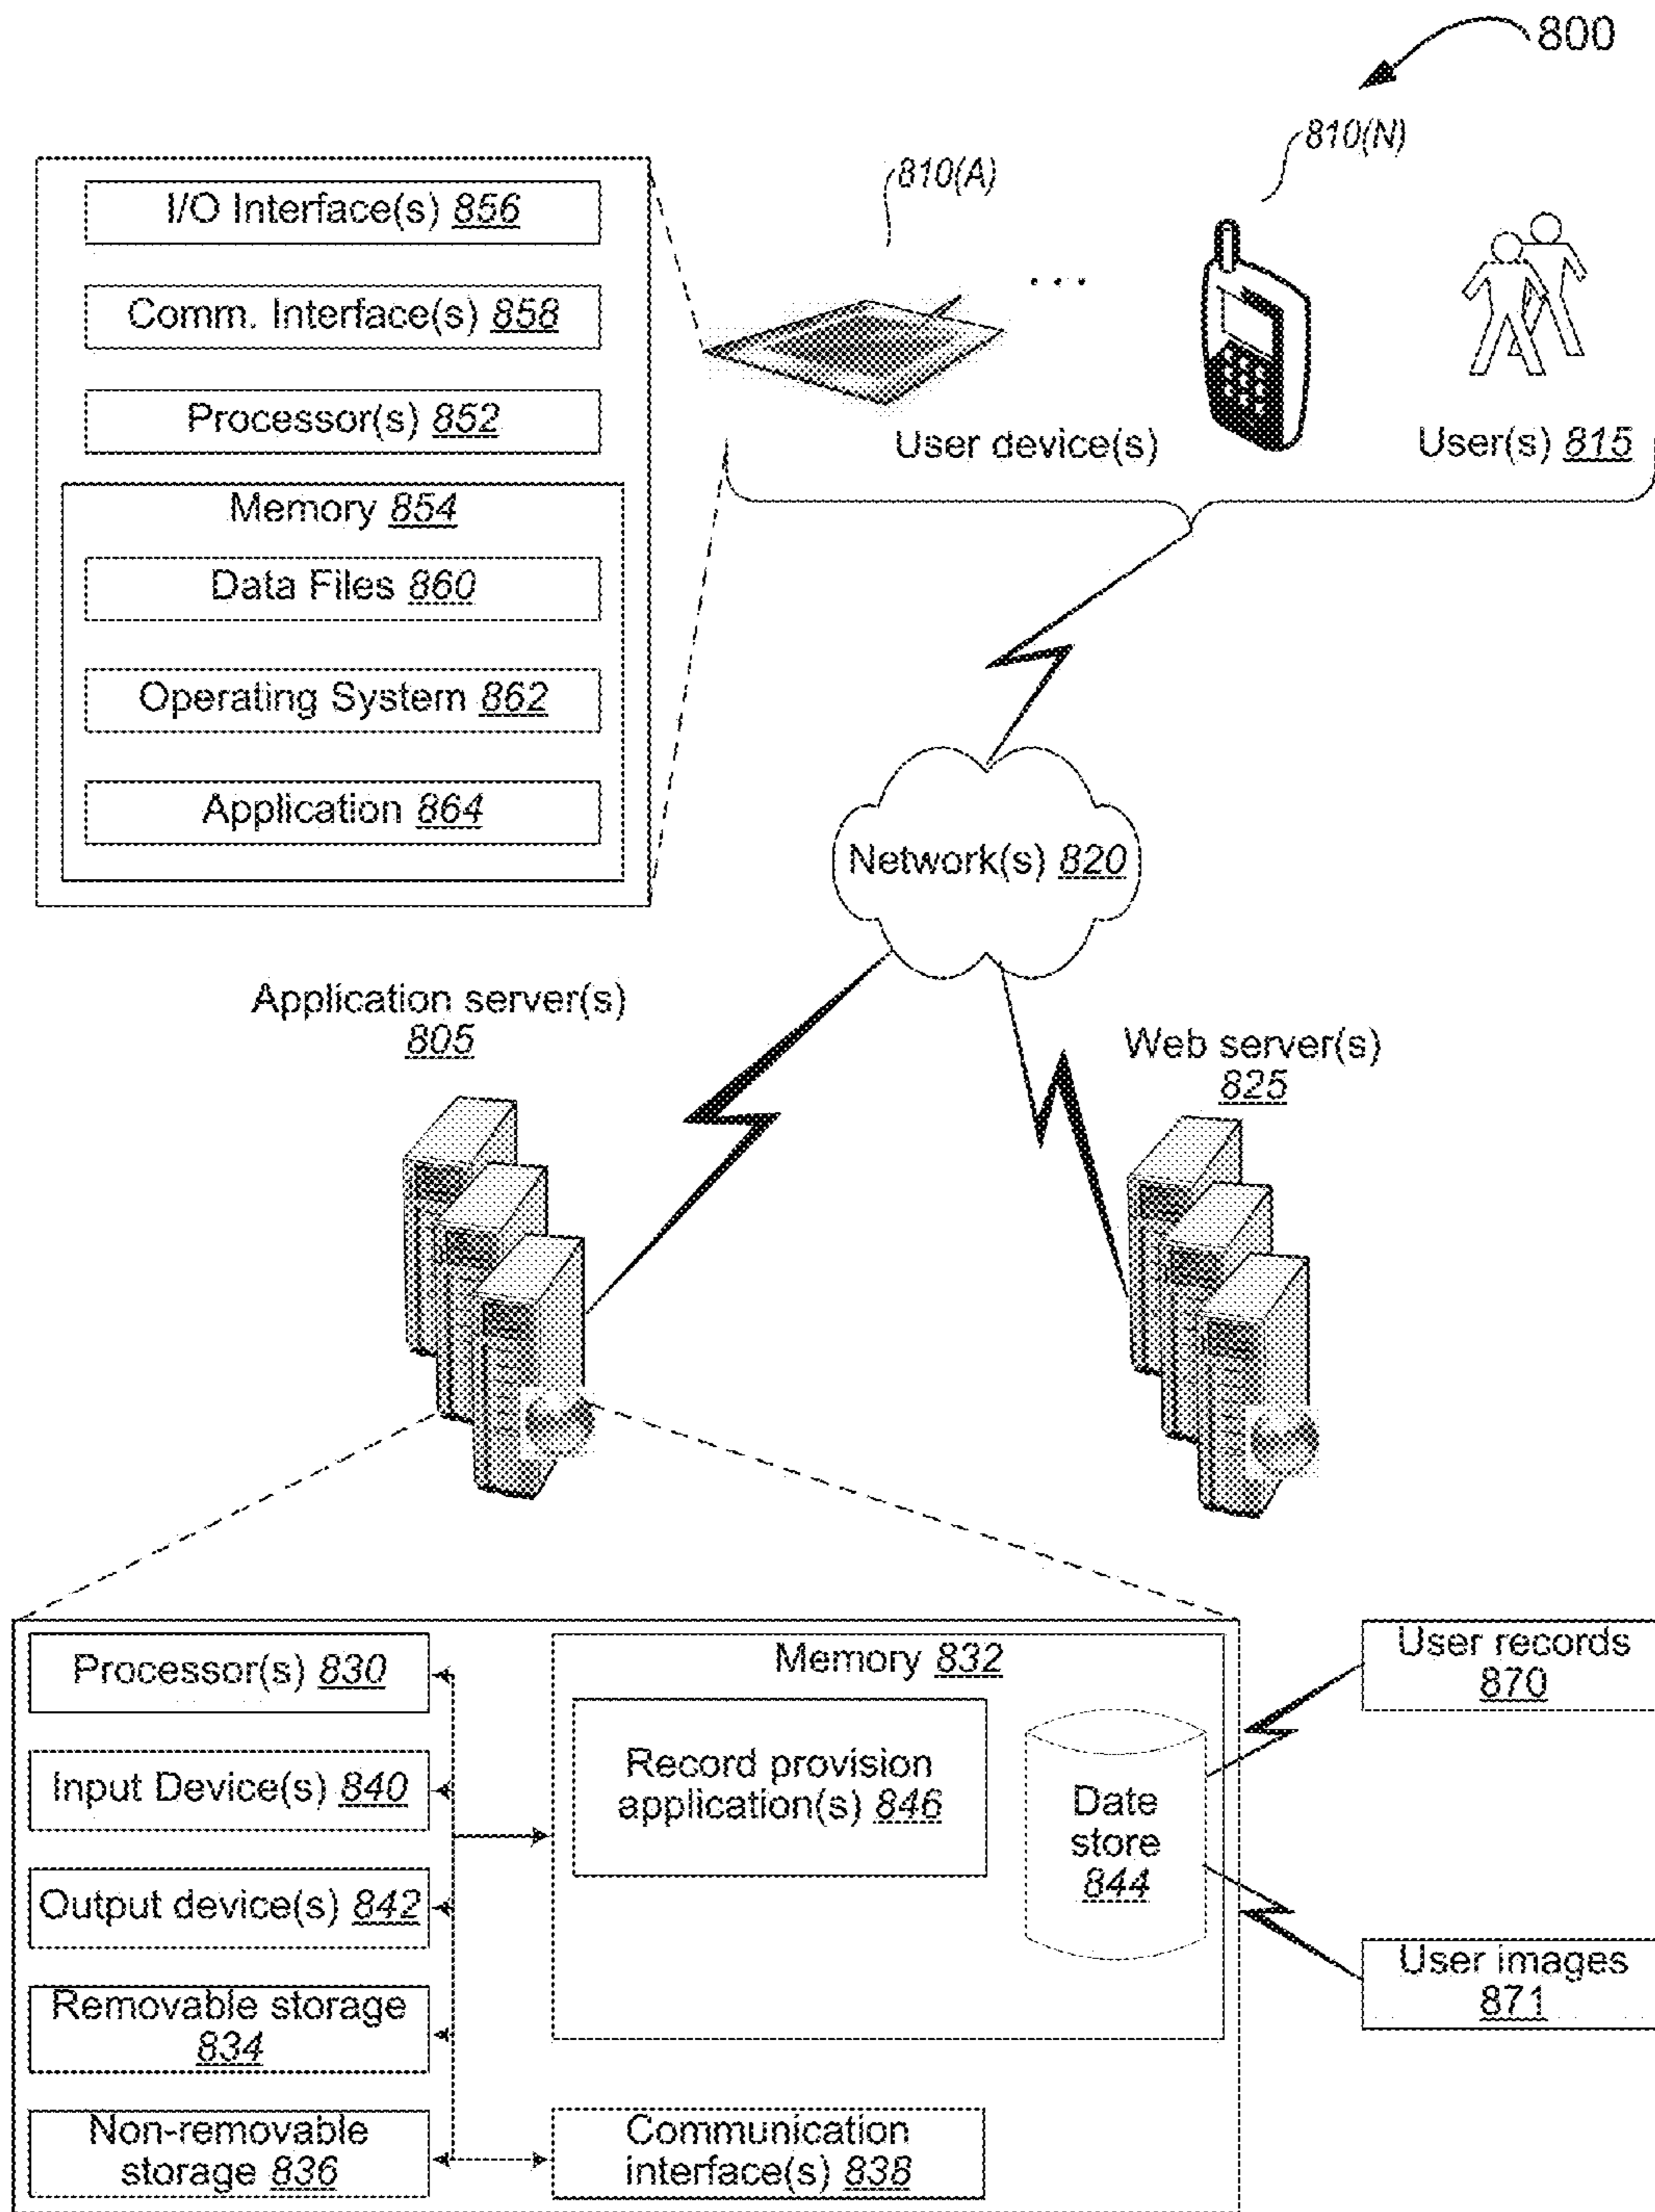 800
810(N)
810(A)
I/O Interface(s) 856
Comm. Interface(s) 858
Processor(s) 852
Memory 854
Data Files 860
Operating System 862
Application 864
User device(s)
User(s) 815
Network(s) 820
Application server(s)
805
Web server(s)
825
Processor(s) 830
Input Device(s) 840
Output device(s) 842
Removable storage
834
Non-removable
storage 836
Memory 832
Record provision
application(s) 846
Date
store
844
Communication
interface(s) 838
User records
870
User images
871